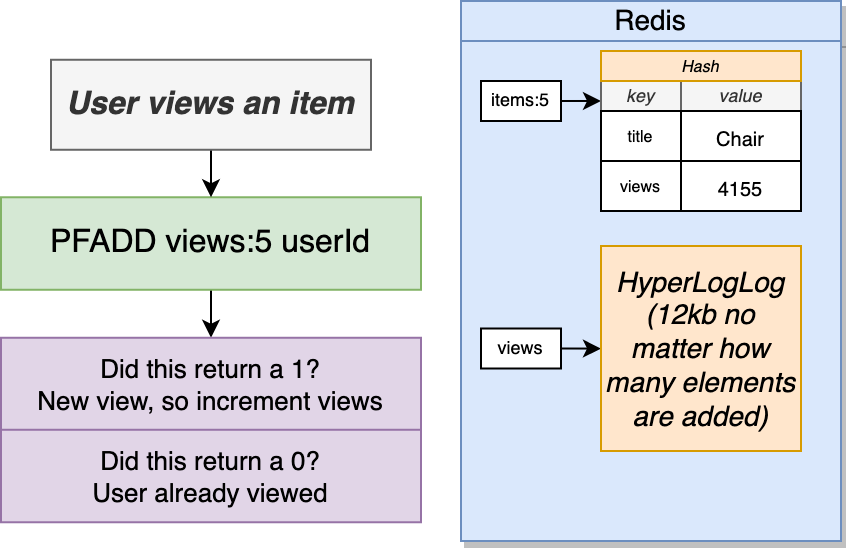 User views an item
PFADD views:5 userId
Did this return a 1?
New view, so increment views
Did this return a 0?
User already viewed
Redis
items:5
Hash
key value
title Chair
views 4155
views
HyperLogLog
(12kb no
matter how
many elements
are added)